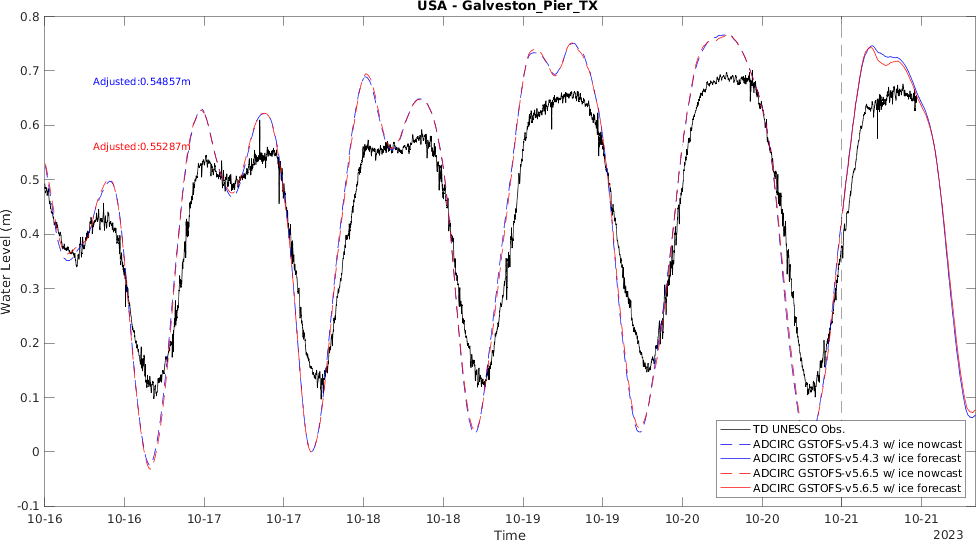 USA - Galveston_Pier_TX
0.8
0.7
0.6
0.5
0.4
0.3
0.2
0.1
0
-0.1
Water Level (m)
Adjusted:0.54857m
Adjusted:0.55287m
TD UNESCO Obs.
ADCIRC GSTOFS-v5.4.3 w/ ice nowcast
ADCIRC GSTOFS-v5.4.3 w/ ice forecast
ADCIRC GSTOFS-v5.6.5 w/ ice nowcast
ADCIRC GSTOFS-v5.6.5 w/ ice forecast
10-16 10-16 10-17 10-17 10-18 10-18 10-19 10-19 10-20 10-20 10-21 10-21
Time
2023